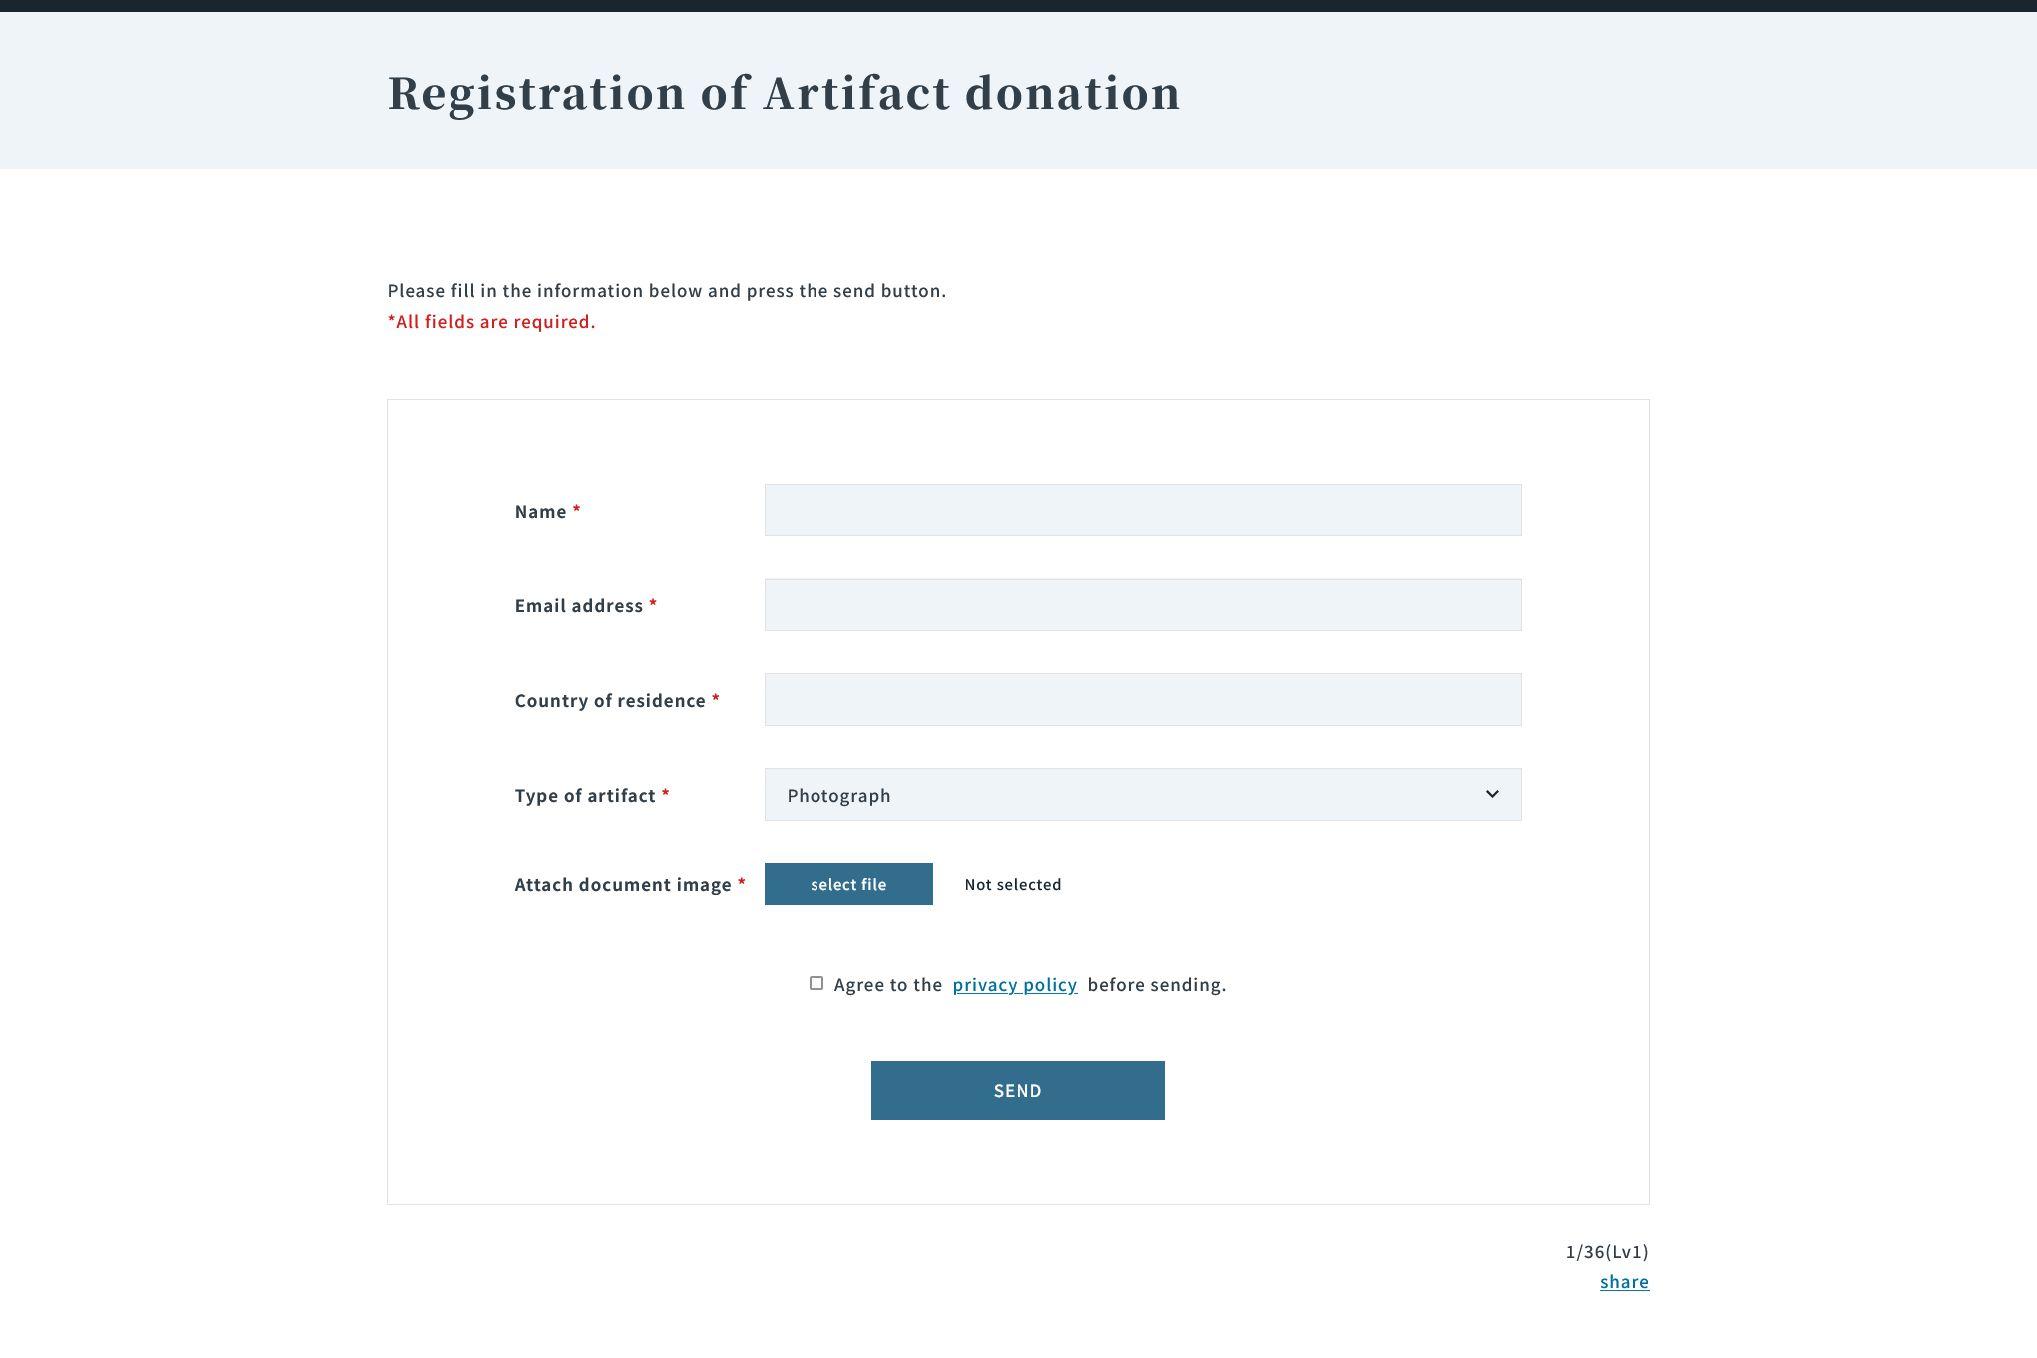 Registration of Artifact donation
Please fill in the information below and press the send button.
*All fields are required.
Name *
Email address *
Country of residence *
Type of artifact * Photograph
Attach document image * select file Not selected
Agree to the privacy policy before sending.
SEND
1/36(Lv1)
share